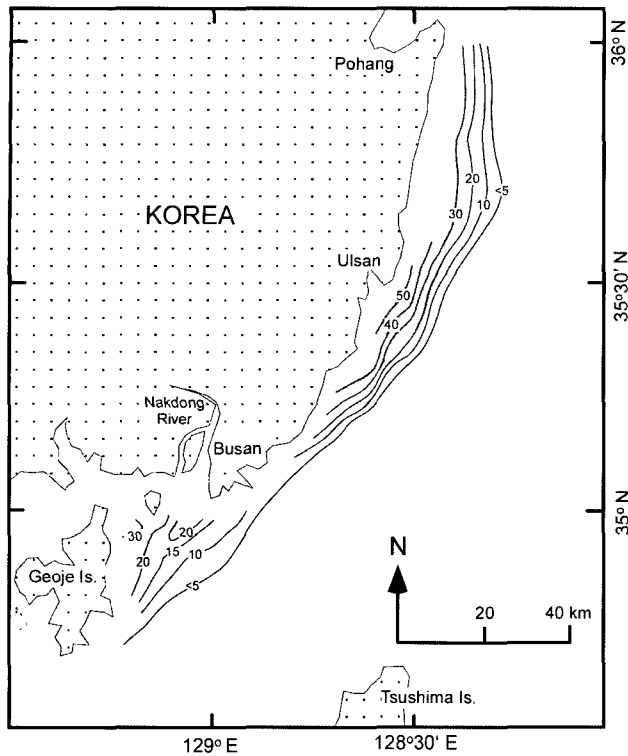 36° N
Pohang
20
<5
KOREA
10
30
Ulsan
50
35°30' N
40
Nakdong
River
Busan
35° N
30
20
15
10
20
N
Geoje Is.
<5
20
40 km
Tsushima Is.
129° E
128°30' E